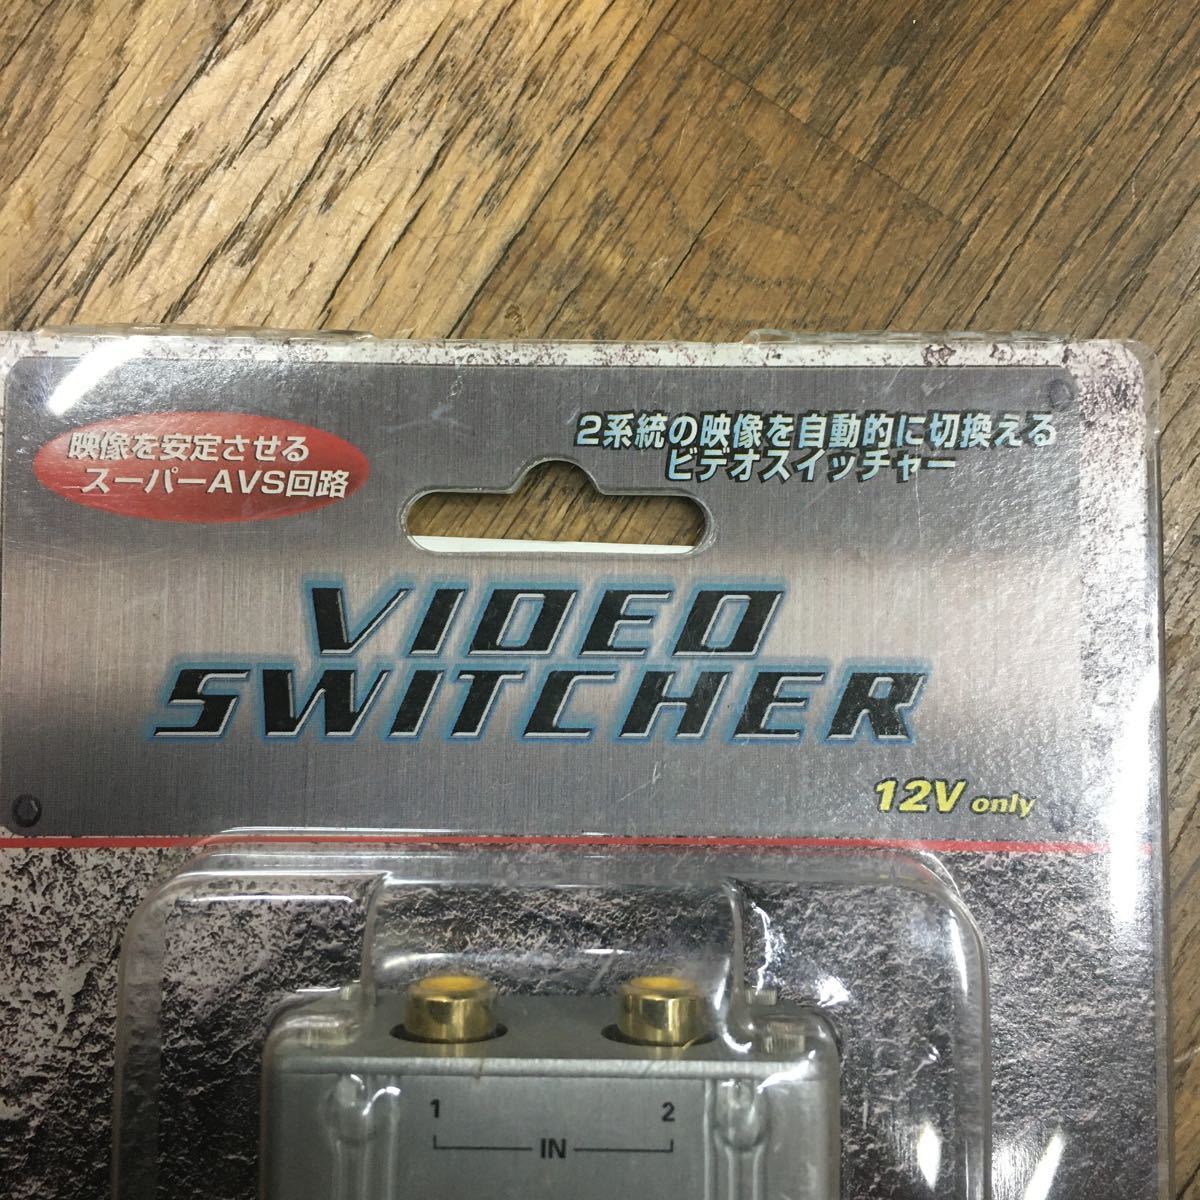 映像を安定させる
スーパーAVS回路
2系統の映像を自動的に切換える
ビデオスイッチャー
VIDEO
SWITCHER
12V only
1 2
IN